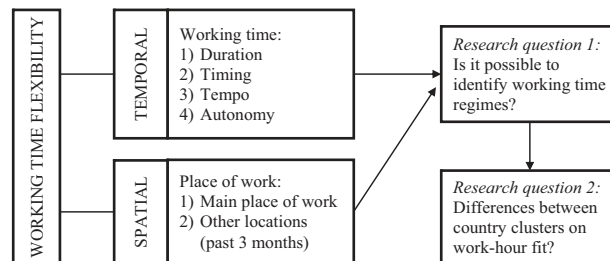 WORKING TIME FLEXIBILITY
TEMPORAL
Working time:
1) Duration
2) Timing
3) Tempo
4) Autonomy
SPATIAL
Place of work:
1) Main place of work
2) Other locations
(past 3 months)
Research question 1:
Is it possible to
identify working time
regimes?
Research question 2:
Differences between
country clusters on
work-hour fit?